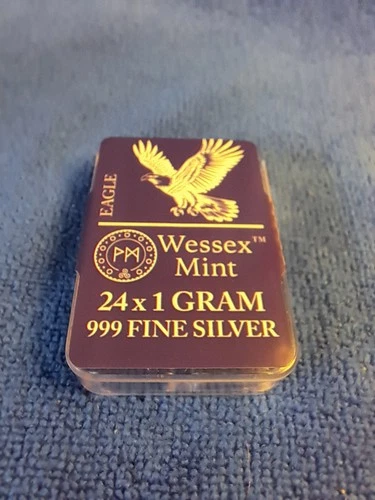 EAGLE
Wessex™
Mint
24 x 1 GRAM
999 FINE SILVER